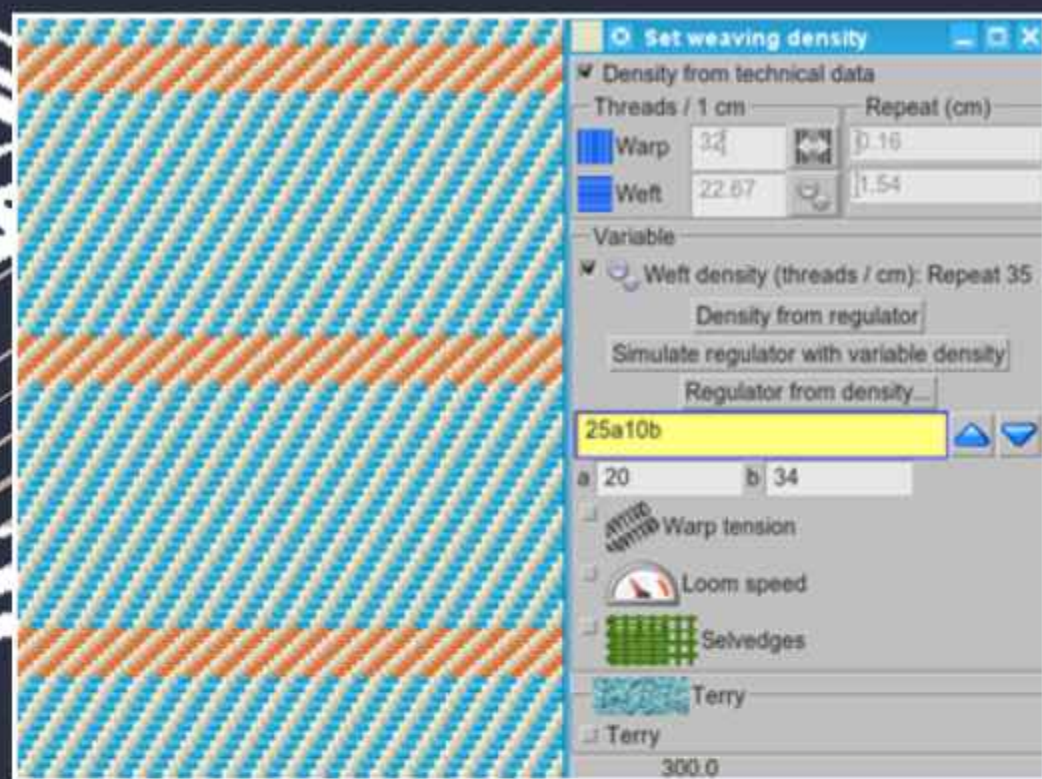 Set weaving density
Density from technical data
Threads / 1 cm Repeat (cm)
Warp 32 0.16
Weft 22.67 1.54
Variable
Weft density (threads / cm): Repeat 35
Density from regulator
Simulate regulator with variable density
Regulator from density...
25a10b
a 20 b 34
Warp tension
Loom speed
Selvedges
Terry
Terry
300.0